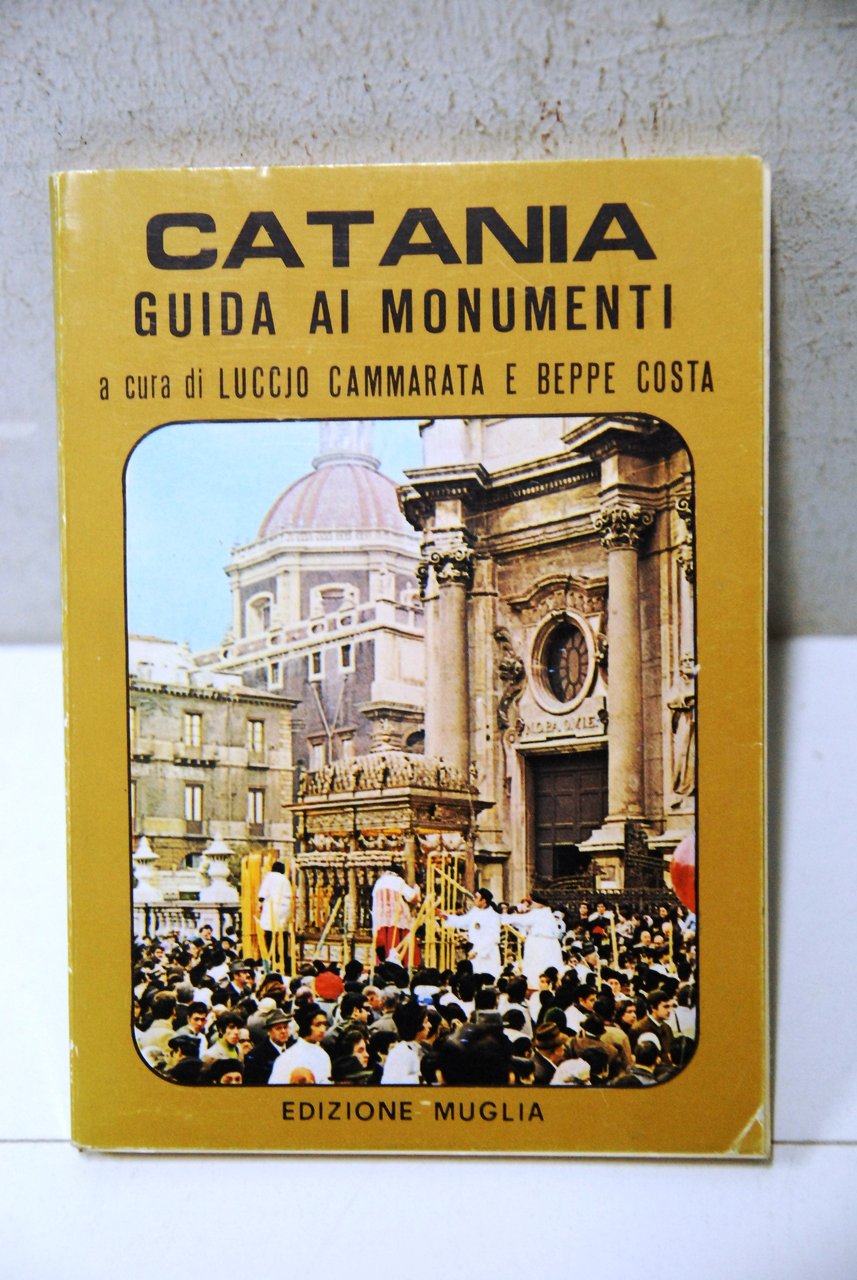 CATANIA
GUIDA AI MONUMENTI
a cura di LUCCJO CAMMARATA E BEPPE COSTA
N.O.P.A.Q.V.I.E.
EDIZIONE MUGLIA